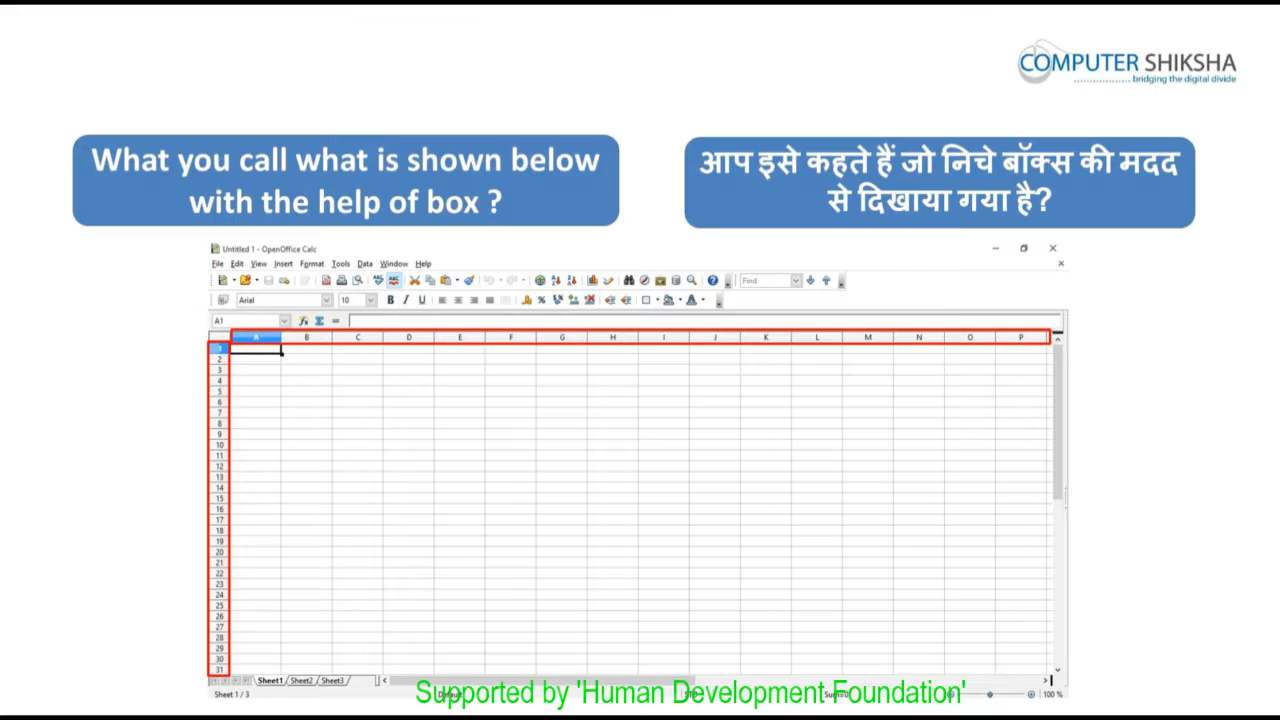 COMPUTER SHIKSHA
bridging the digital divide
What you call what is shown below
with the help of box ?
आप इसे कहते हैं जो निचे बॉक्स की मदद
से दिखाया गया है?
Untitled 1 - OpenOffice Calc
File Edit View Insert Format Tools Data Window Help
Find
Arial 10 B I U
A1
A B C D E F G H I J K L M N O P
1
2
3
4
5
6
7
8
9
10
11
12
13
14
15
16
17
18
19
20
21
22
23
24
25
26
27
28
29
30
31
Sheet1 Sheet2 Sheet3
Sheet 1 / 3 Default Sum=0 100 %
Supported by 'Human Development Foundation'